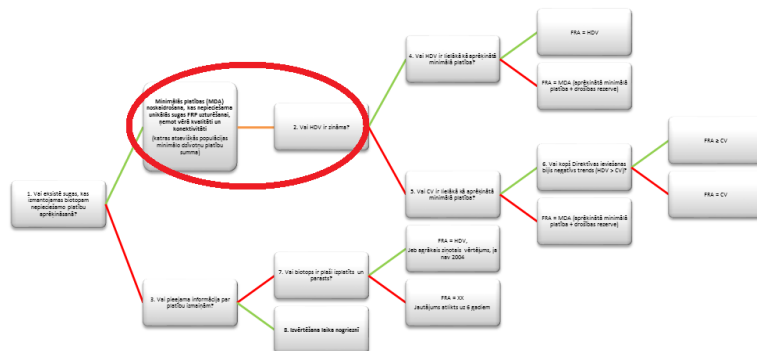 4. Vai HDV ir lielākā kā aprēķinātā
minimālā platība?
FRA = HDV
FRA = MDA (aprēķinātā minimālā
platība + drošības rezerve)
Minimālās platības (MDA)
noskaidrošana, kas nepieciešama
unikālās sugas FRP uzturēšanai,
ņemot vērā kvalitāti un
konektivitāti
(katras atsevišķās populācijas
minimālo dzīvotņu platību
summa)
2. Vai HDV ir zināma?
5. Vai CV ir lielākā kā aprēķinātā
minimālā platība?
6. Vai kopš Direktīvas ieviešanas
bijis negatīvs trends (HDV > CV)?
FRA ≥ CV
FRA = CV
FRA = MDA (aprēķinātā minimālā
platība + drošības rezerve)
1. Vai eksistē sugas, kas
izmantojamas biotopam
nepieciešamo platību
aprēķināšanā?
3. Vai pieejama informācija par
platību izmaiņām?
7. Vai biotops ir plaši izplatīts un
parasts?
FRA = HDV,
Jeb agrākais ziņotais vērtējums, ja
nav 2004
FRA = XX
Jautājums atlikts uz 6 gadiem
8. Izvērtēšana laika nogrieznī